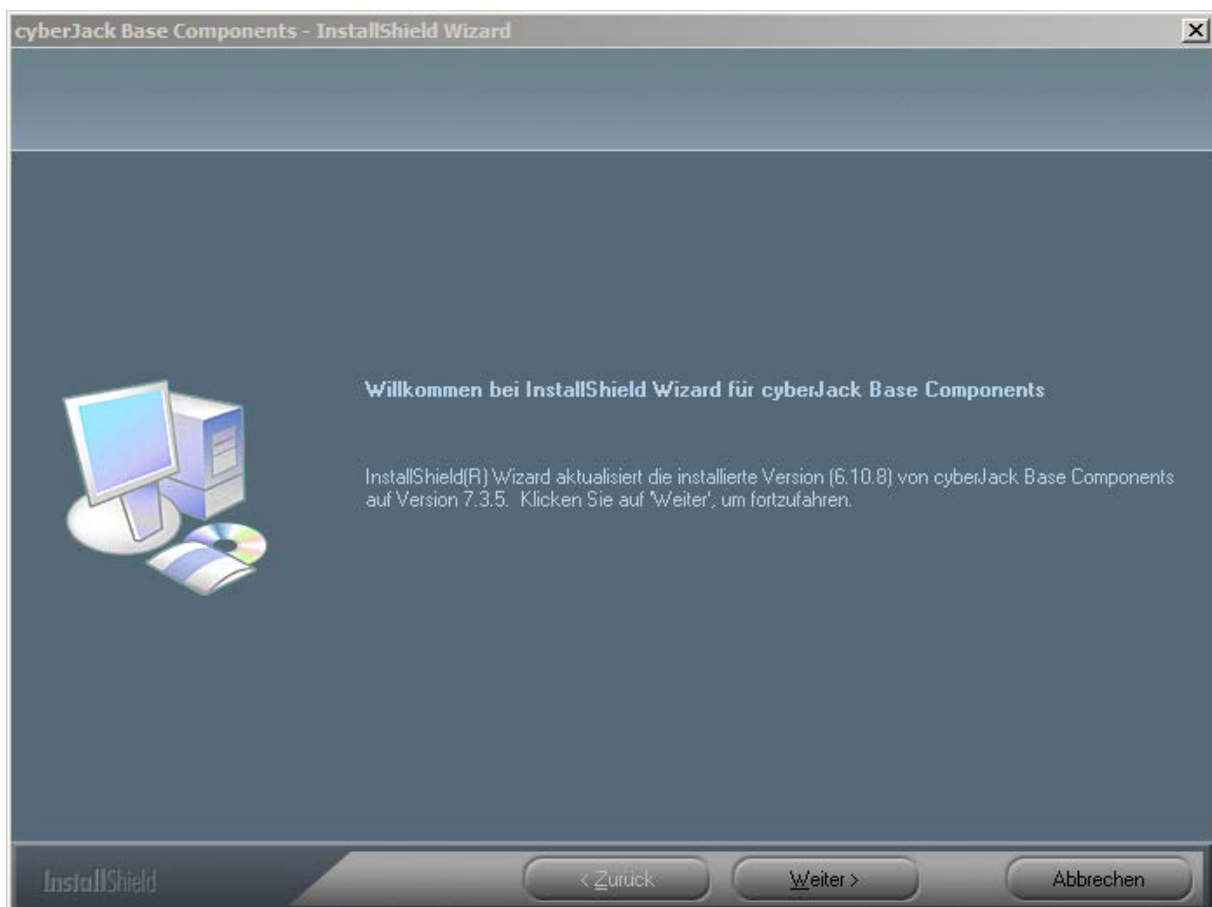 cyberJack Base Components - InstallShield Wizard
Willkommen bei InstallShield Wizard für cyberJack Base Components
InstallShield(R) Wizard aktualisiert die installierte Version (6.10.8) von cyberJack Base Components
auf Version 7.3.5. Klicken Sie auf 'Weiter', um fortzufahren.
InstallShield
< Zurück
Weiter >
Abbrechen